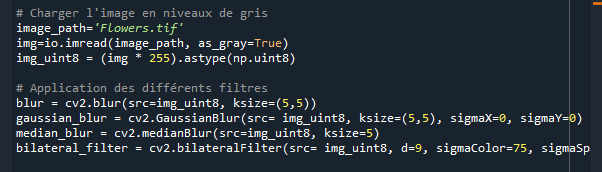 # Charger l'image en niveaux de gris
image_path='Flowers.tif'
img=io.imread(image_path, as_gray=True)
img_uint8 = (img * 255).astype(np.uint8)
# Application des différents filtres
blur = cv2.blur(src=img_uint8, ksize=(5,5))
gaussian_blur = cv2.GaussianBlur(src= img_uint8, ksize=(5,5), sigmaX=0, sigmaY=0)
median_blur = cv2.medianBlur(src=img_uint8, ksize=5)
bilateral_filter = cv2.bilateralFilter(src= img_uint8, d=9, sigmaColor=75, sigmaSp